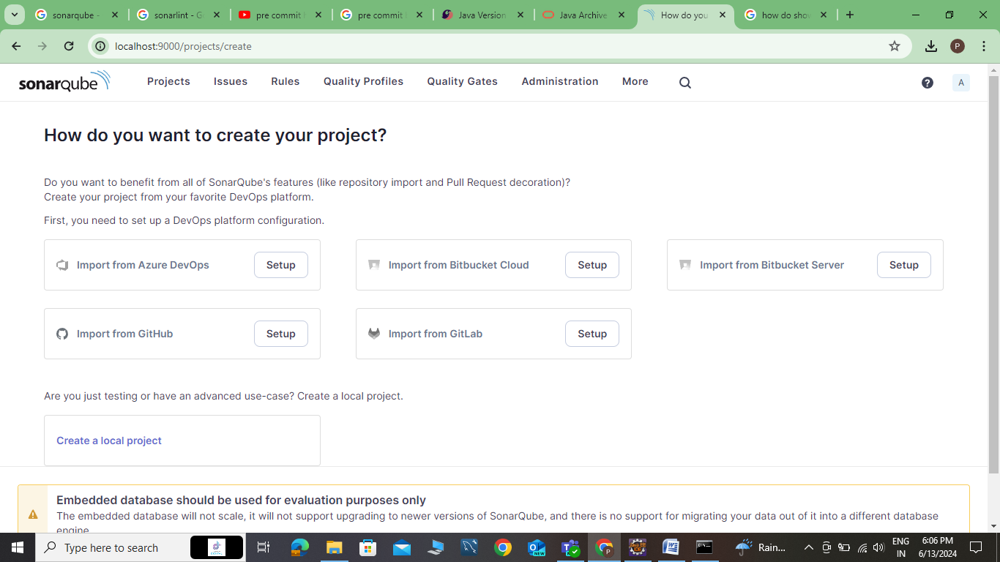 sonarqube -
sonarlint - G
pre commit
pre commit
Java Version
Java Archive
How do you
how do sho
localhost:9000/projects/create
P
sonarqube
Projects
Issues
Rules
Quality Profiles
Quality Gates
Administration
More
?
A
How do you want to create your project?
Do you want to benefit from all of SonarQube's features (like repository import and Pull Request decoration)?
Create your project from your favorite DevOps platform.
First, you need to set up a DevOps platform configuration.
Import from Azure DevOps
Setup
Import from Bitbucket Cloud
Setup
Import from Bitbucket Server
Setup
Import from GitHub
Setup
Import from GitLab
Setup
Are you just testing or have an advanced use-case? Create a local project.
Create a local project
Embedded database should be used for evaluation purposes only
The embedded database will not scale, it will not support upgrading to newer versions of SonarQube, and there is no support for migrating your data out of it into a different database
engine.
Type here to search
DIGITAL
NEW
P
Java EE
IDE
Rain...
ENG
IN
6:06 PM
6/13/2024